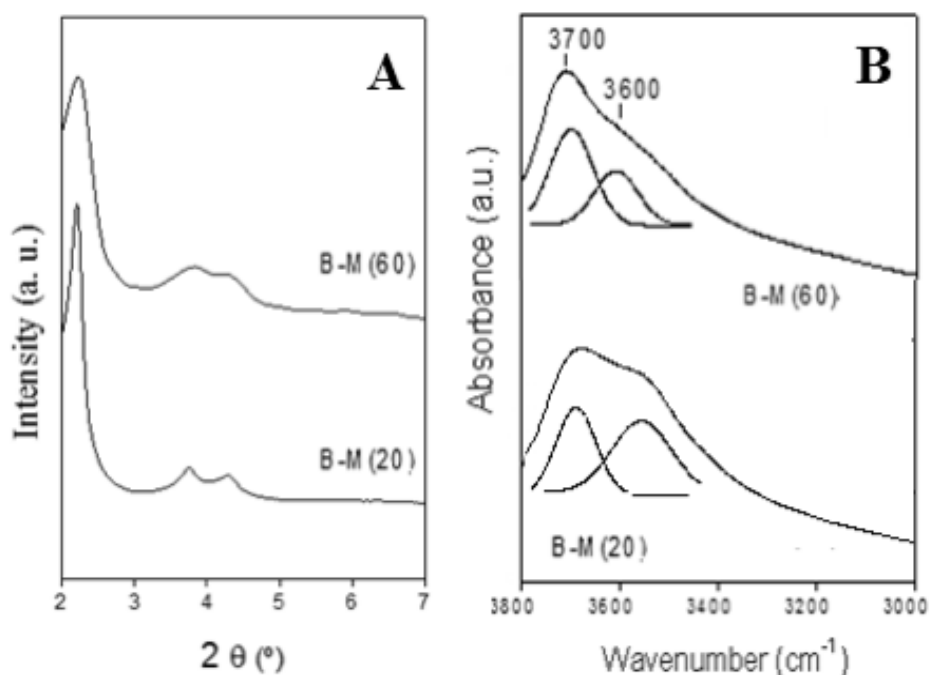 A
Intensity (a. u.)
B-M (60)
B-M (20)
2 3 4 5 6 7
2 θ (º)
B
3700
3600
Absorbance (a.u.)
B-M (60)
B-M (20)
3800 3600 3400 3200 3000
Wavenumber (cm⁻¹)